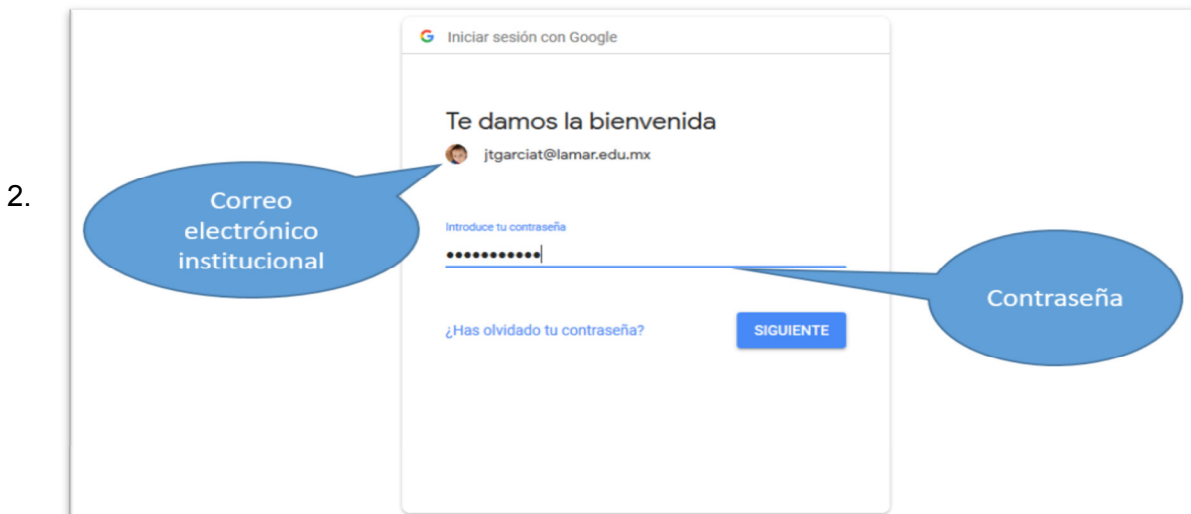 Iniciar sesión con Google
Te damos la bienvenida
jtgarciat@lamar.edu.mx
2.
Correo
electrónico
institucional
Introduce tu contraseña
•••••••••••
Contraseña
¿Has olvidado tu contraseña?
SIGUIENTE